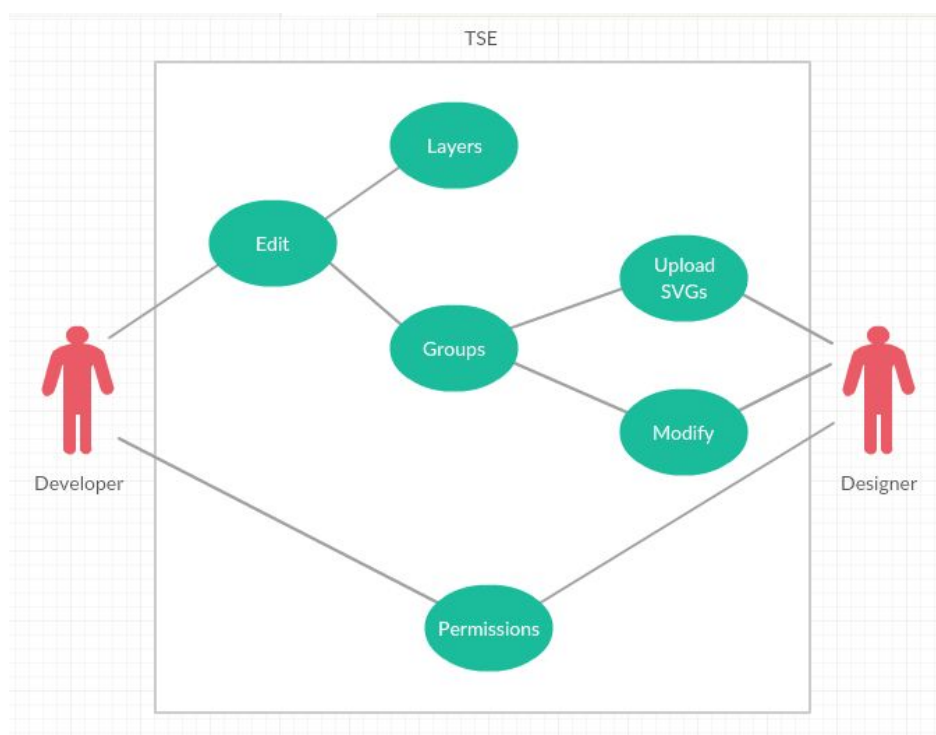 TSE
Layers
Edit
Upload
SVGs
Groups
Modify
Developer
Designer
Permissions